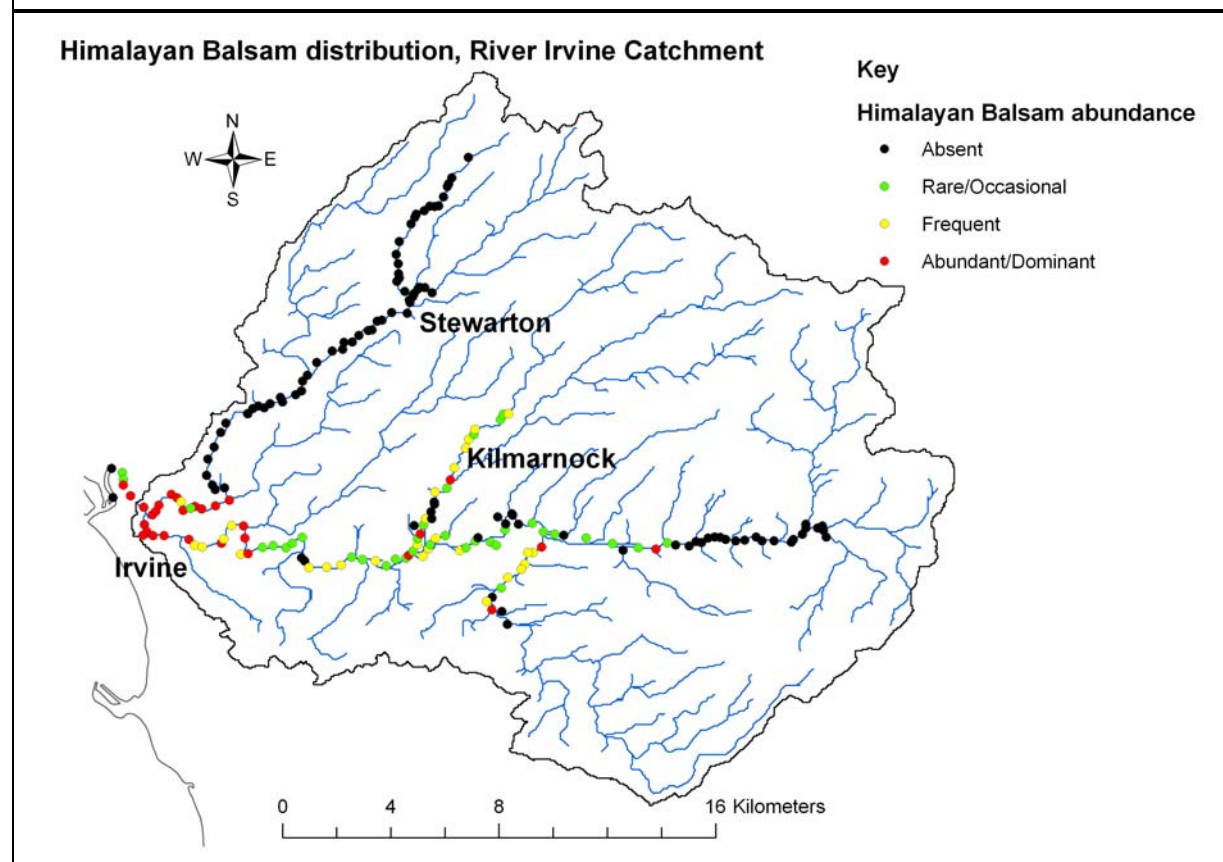 Himalayan Balsam distribution, River Irvine Catchment
Key
Himalayan Balsam abundance
Absent
Rare/Occasional
Frequent
Abundant/Dominant
N
W E
S
Stewarton
Kilmarnock
Irvine
0 4 8 16 Kilometers